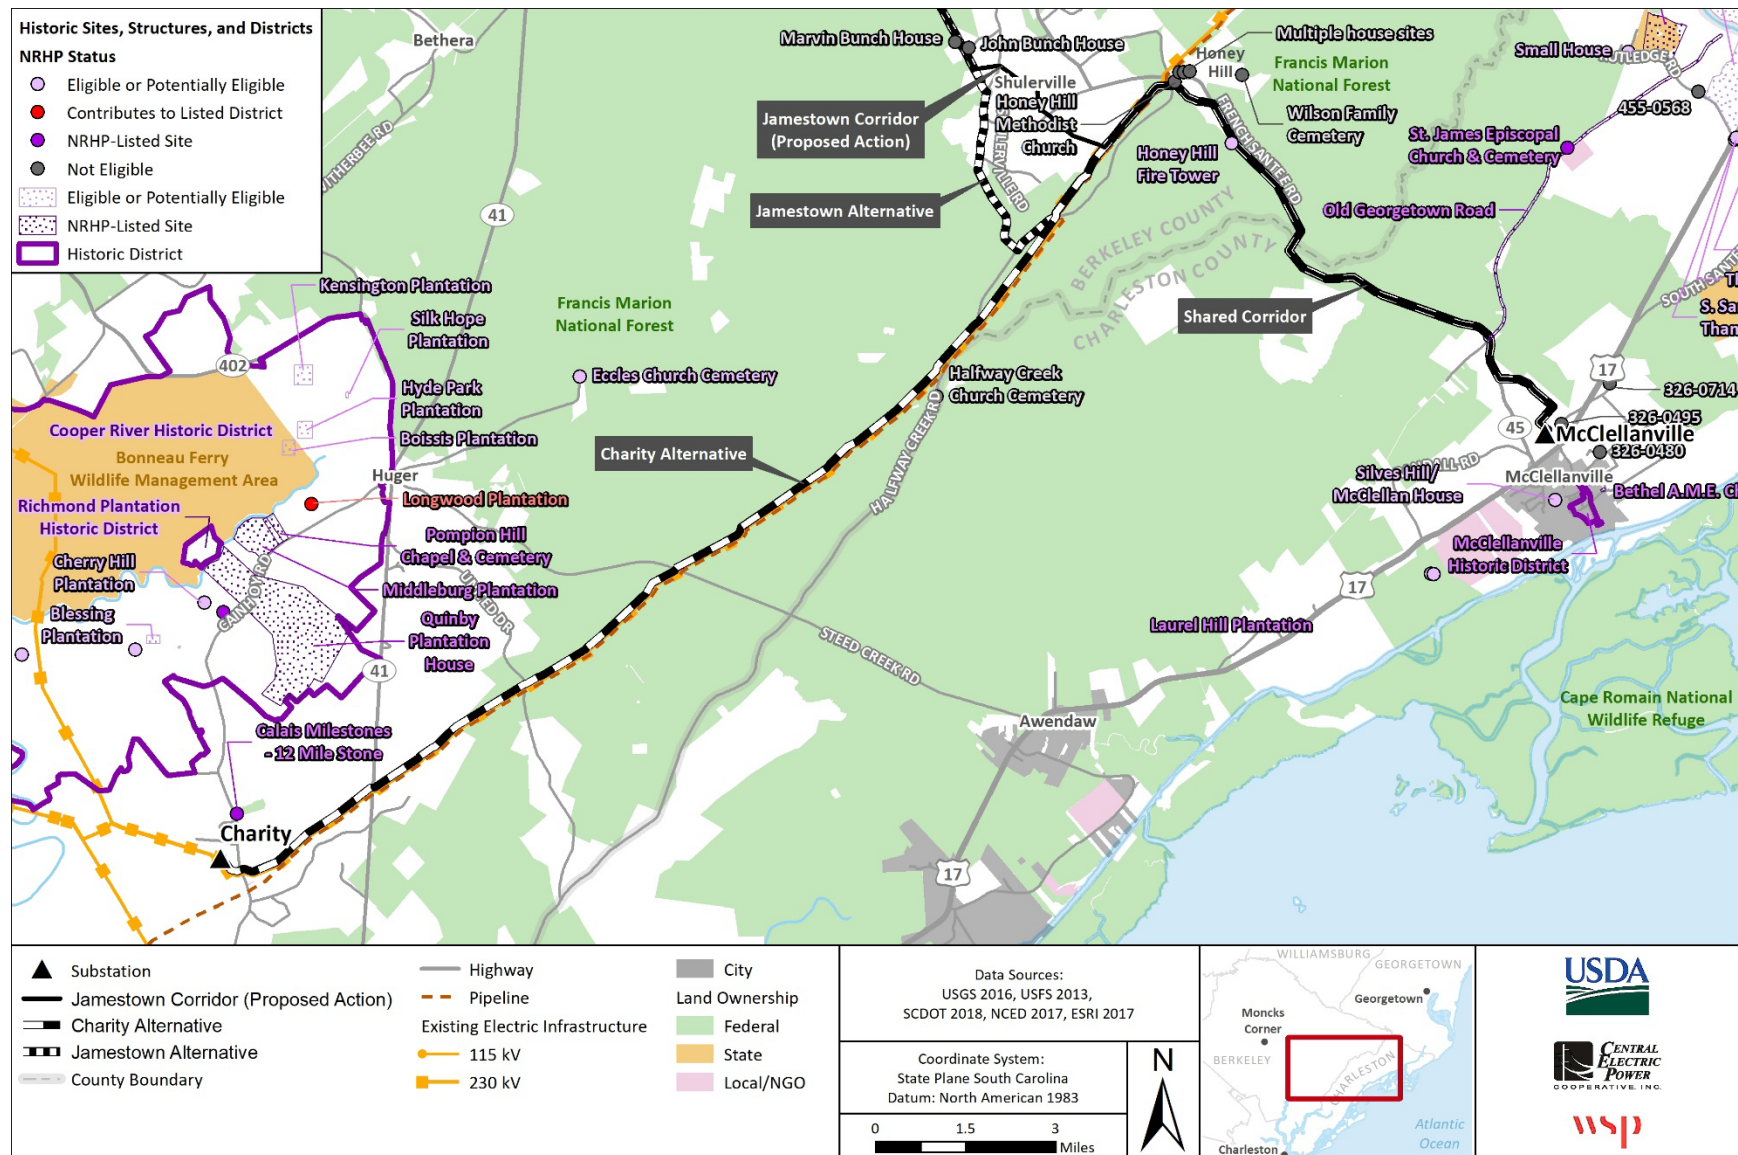 Historic Sites, Structures, and Districts
NRHP Status
Eligible or Potentially Eligible
Contributes to Listed District
NRHP-Listed Site
Not Eligible
Eligible or Potentially Eligible
NRHP-Listed Site
Historic District
Bethera
41
Marvin Bunch House
John Bunch House
Shulerville
Jamestown Corridor
(Proposed Action)
Jamestown Alternative
Honey Hill
Methodist
Church
Multiple house sites
Honey
Hill
Francis Marion
National Forest
Wilson Family
Cemetery
Honey Hill
Fire Tower
FRENCH SANTEE RD
BERKELEY COUNTY
CHARLESTON COUNTY
Shared Corridor
Small House
455-0568
St. James Episcopal
Church & Cemetery
Old Georgetown Road
S. Sa
Than
17
326-0714
326-0495
45
McClellanville
326-0480
McClellanville
Silves Hill/
McClellan House
Bethel A.M.E. C
McClellanville
Historic District
17
Laurel Hill Plantation
Cape Romain National
Wildlife Refuge
Kensington Plantation
Silk Hope
Plantation
402
Hyde Park
Plantation
Boissis Plantation
Cooper River Historic District
Bonneau Ferry
Wildlife Management Area
Huger
Longwood Plantation
Richmond Plantation
Historic District
Pompion Hill
Chapel & Cemetery
Cherry Hill
Plantation
CAINHOY RD
Middleburg Plantation
Blessing
Plantation
Quinby
Plantation
House
41
Calais Milestones
- 12 Mile Stone
Charity
Francis Marion
National Forest
Eccles Church Cemetery
Halfway Creek
Church Cemetery
Charity Alternative
HALFWAY CREEK RD
STEED CREEK RD
Awendaw
17
Substation
Jamestown Corridor (Proposed Action)
Charity Alternative
Jamestown Alternative
County Boundary
Highway
Pipeline
Existing Electric Infrastructure
115 kV
230 kV
City
Land Ownership
Federal
State
Local/NGO
Data Sources:
USGS 2016, USFS 2013,
SCDOT 2018, NCED 2017, ESRI 2017
Coordinate System:
State Plane South Carolina
Datum: North American 1983
0 1.5 3
Miles
N
WILLIAMSBURG
GEORGETOWN
Georgetown
Moncks
Corner
BERKELEY
CHARLESTON
Atlantic
Ocean
Charleston
USDA
CENTRAL
ELECTRIC
POWER
COOPERATIVE, INC.
wsp